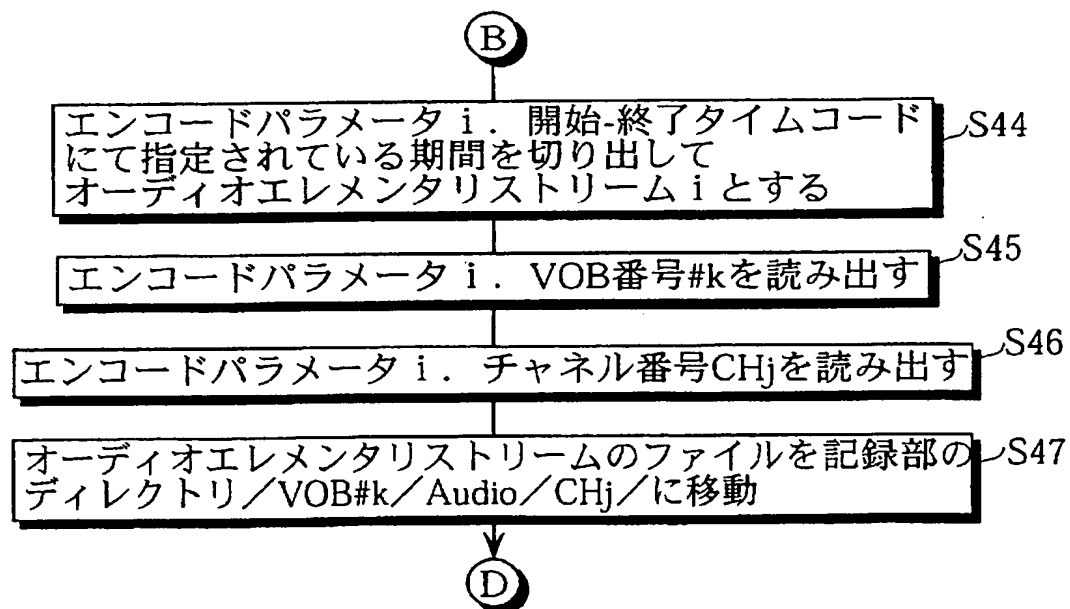 B
エンコードパラメータ i . 開始-終了タイムコード
にて指定されている期間を切り出して
オーディオエレメンタリストリーム i とする
S44
エンコードパラメータ i . VOB番号#kを読み出す
S45
エンコードパラメータ i . チャネル番号CHjを読み出す
S46
オーディオエレメンタリストリームのファイルを記録部の
ディレクトリ／VOB#k／Audio／CHj／に移動
S47
D